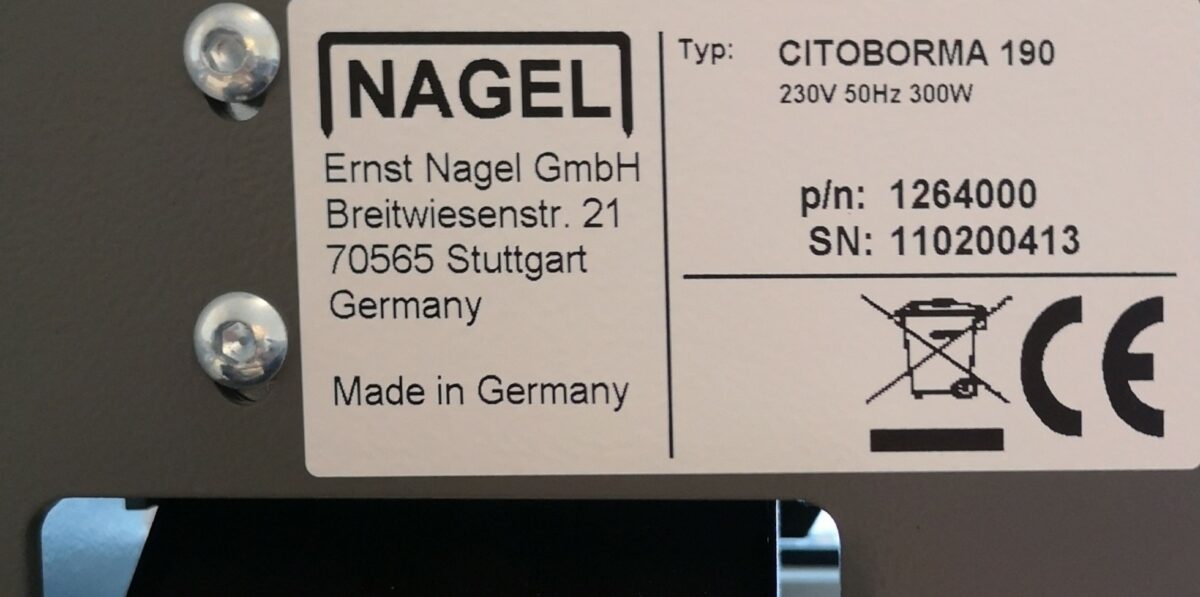 NAGEL
Ernst Nagel GmbH
Breitwiesenstr. 21
70565 Stuttgart
Germany
Made in Germany
Typ: CITOBORMA 190
230V 50Hz 300W
p/n: 1264000
SN: 110200413
CE